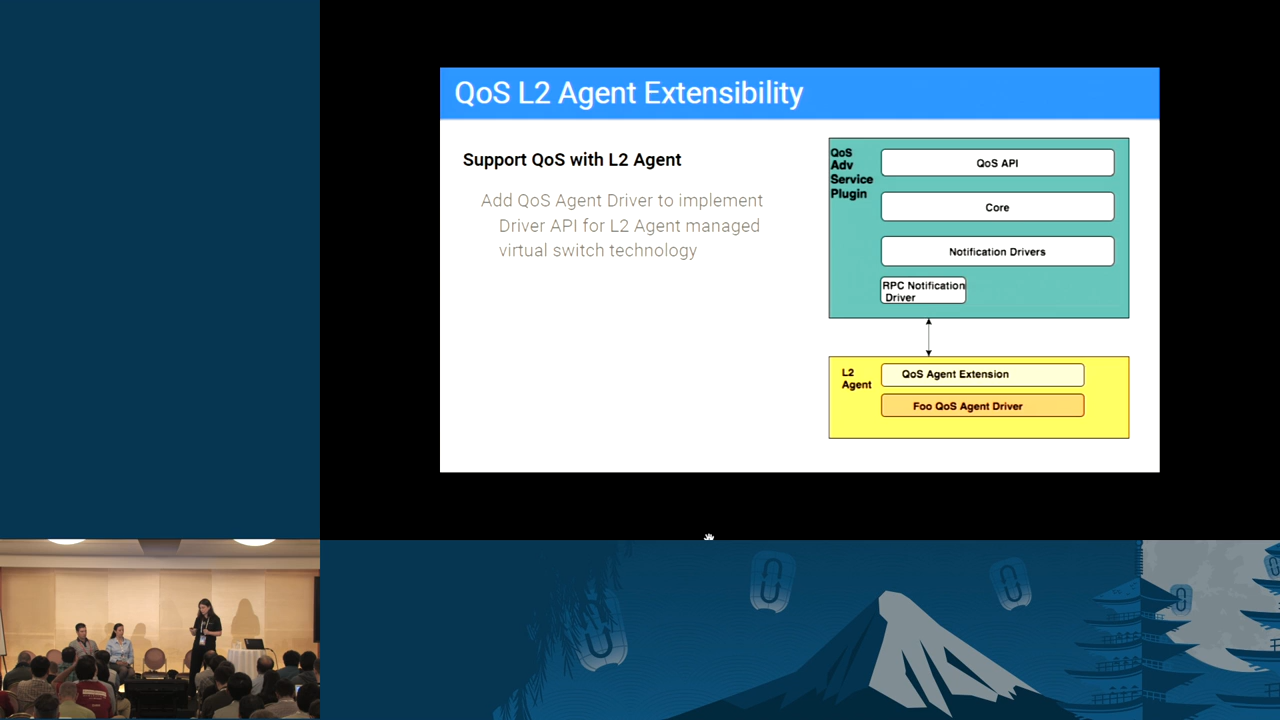 QoS L2 Agent Extensibility
Support QoS with L2 Agent
Add QoS Agent Driver to implement
Driver API for L2 Agent managed
virtual switch technology
QoS
Adv
Service
Plugin
QoS API
Core
Notification Drivers
RPC Notification
Driver
L2
Agent
QoS Agent Extension
Foo QoS Agent Driver